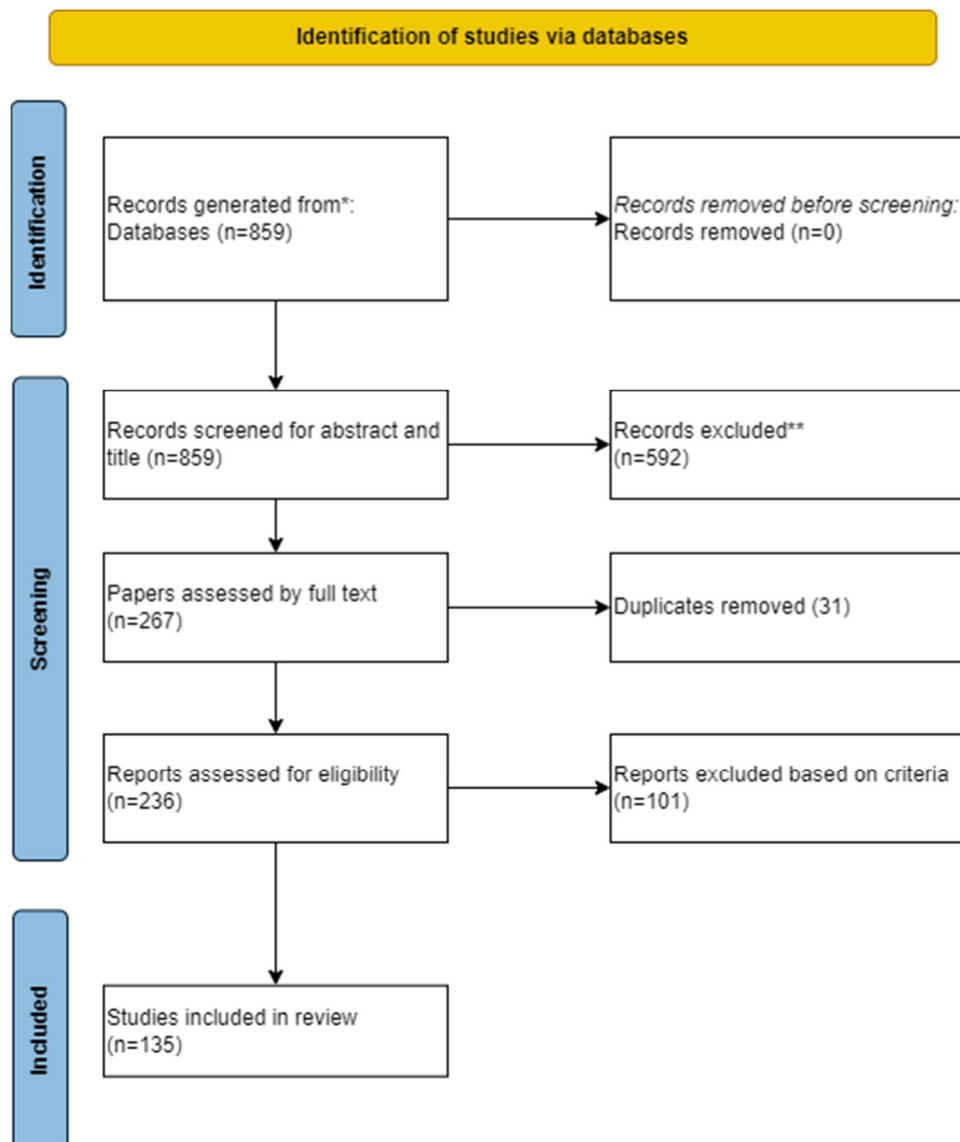 Identification of studies via databases
Identification
Records generated from*:
Databases (n=859)
Records removed before screening:
Records removed (n=0)
Screening
Records screened for abstract and
title (n=859)
Records excluded**
(n=592)
Papers assessed by full text
(n=267)
Duplicates removed (31)
Reports assessed for eligibility
(n=236)
Reports excluded based on criteria
(n=101)
Included
Studies included in review
(n=135)